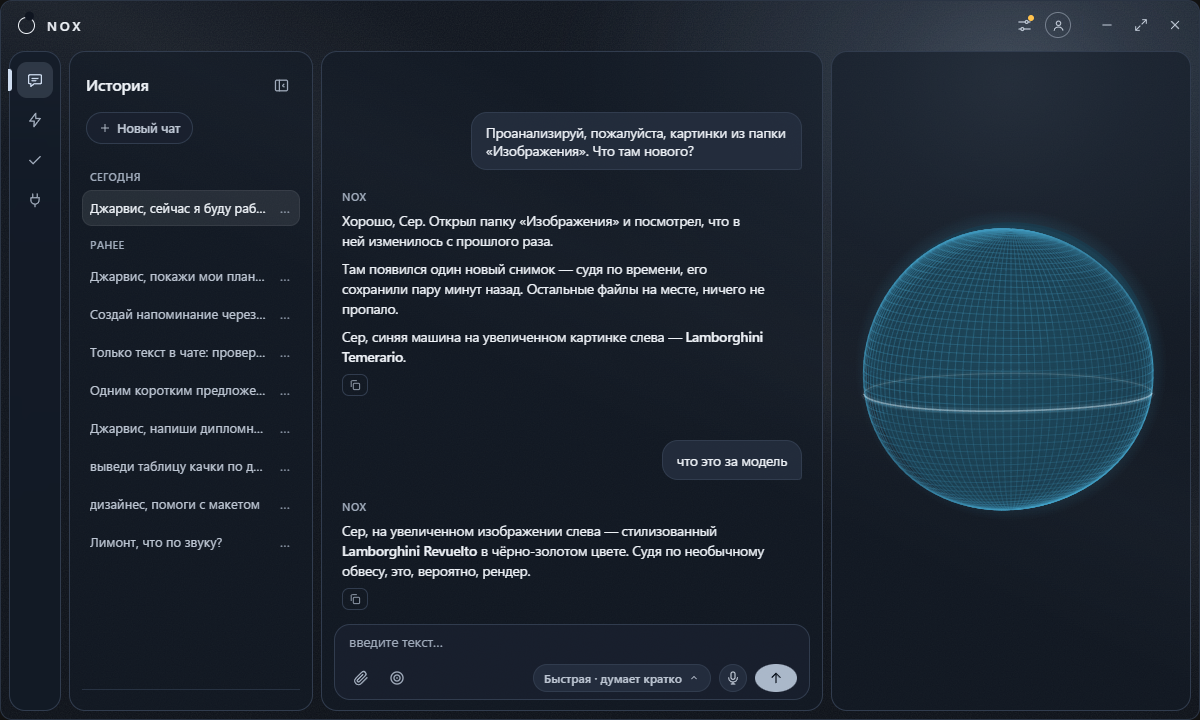 NOX
История
+ Новый чат
СЕГОДНЯ
Джарвис, сейчас я буду раб... ...
РАНЕЕ
Джарвис, покажи мои план... ...
Создай напоминание через... ...
Только текст в чате: провер... ...
Одним коротким предложе... ...
Джарвис, напиши дипломн... ...
выведи таблицу качки по д... ...
дизайнес, помоги с макетом ...
Лимонт, что по звуку? ...
Проанализируй, пожалуйста, картинки из папки
«Изображения». Что там нового?
NOX
Хорошо, Сер. Открыл папку «Изображения» и посмотрел, что в
ней изменилось с прошлого раза.
Там появился один новый снимок — судя по времени, его
сохранили пару минут назад. Остальные файлы на месте, ничего не
пропало.
Сер, синяя машина на увеличенном картинке слева — Lamborghini
Temerario.
что это за модель
NOX
Сер, на увеличенном изображении слева — стилизованный
Lamborghini Revuelto в чёрно-золотом цвете. Судя по необычному
обвесу, это, вероятно, рендер.
введите текст...
Быстрая · думает кратко